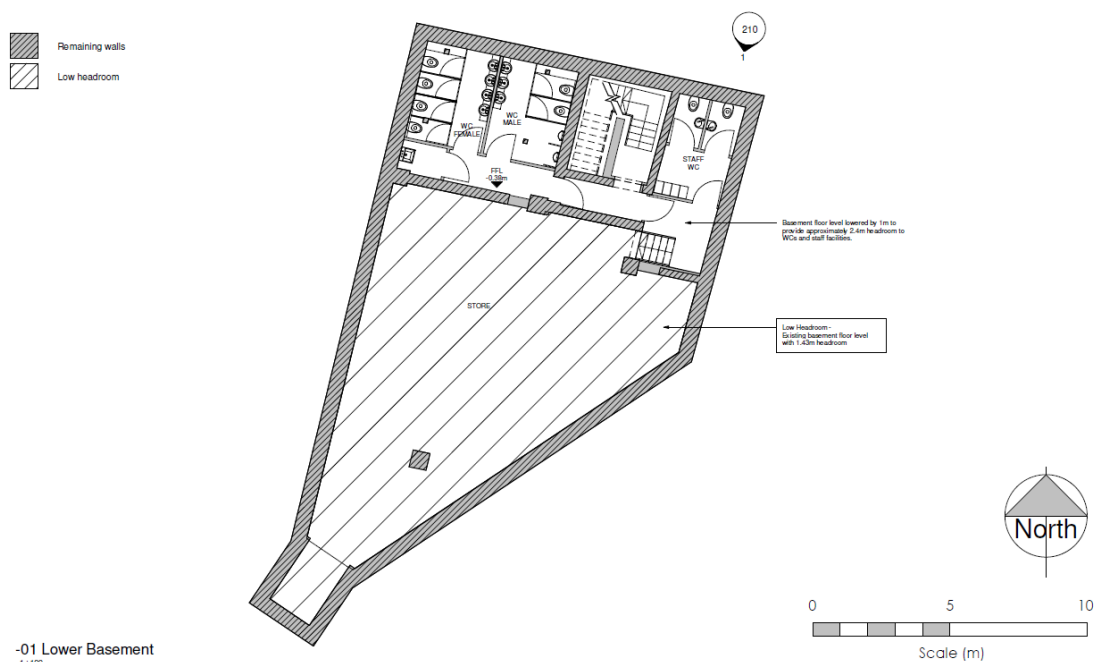 Remaining walls
Low headroom
210
1
WC
FEMALE
WC
MALE
STAFF
WC
FFL
-0.38m
Basement floor level lowered by 1m to
provide approximately 2.4m headroom to
WCs and staff facilities.
STORE
Low Headroom -
Existing basement floor level
with 1.43m headroom
North
0
5
10
Scale (m)
-01 Lower Basement